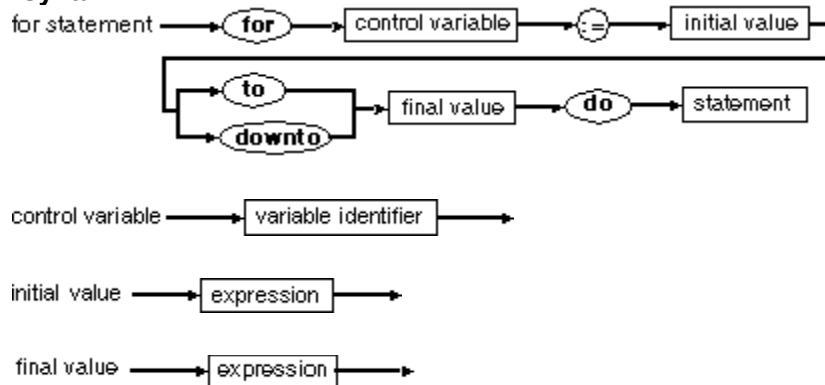 for statement for control variable := initial value
to
final value do statement
downto
control variable variable identifier
initial value expression
final value expression